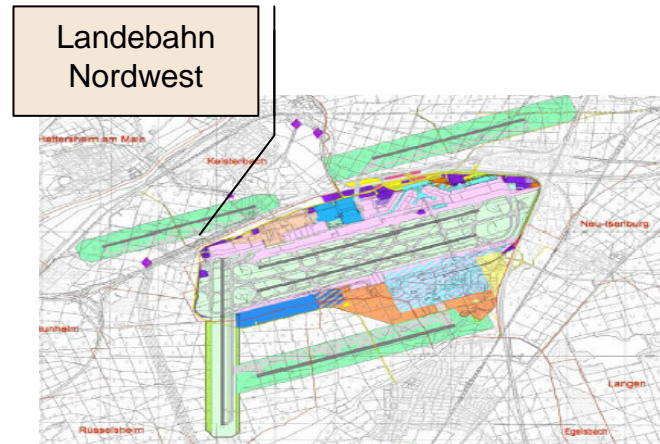 Landebahn
Nordwest
Hattersheim am Main
Kelsterbach
Neu-Isenburg
Langen
Rüsselsheim
Egelsbach